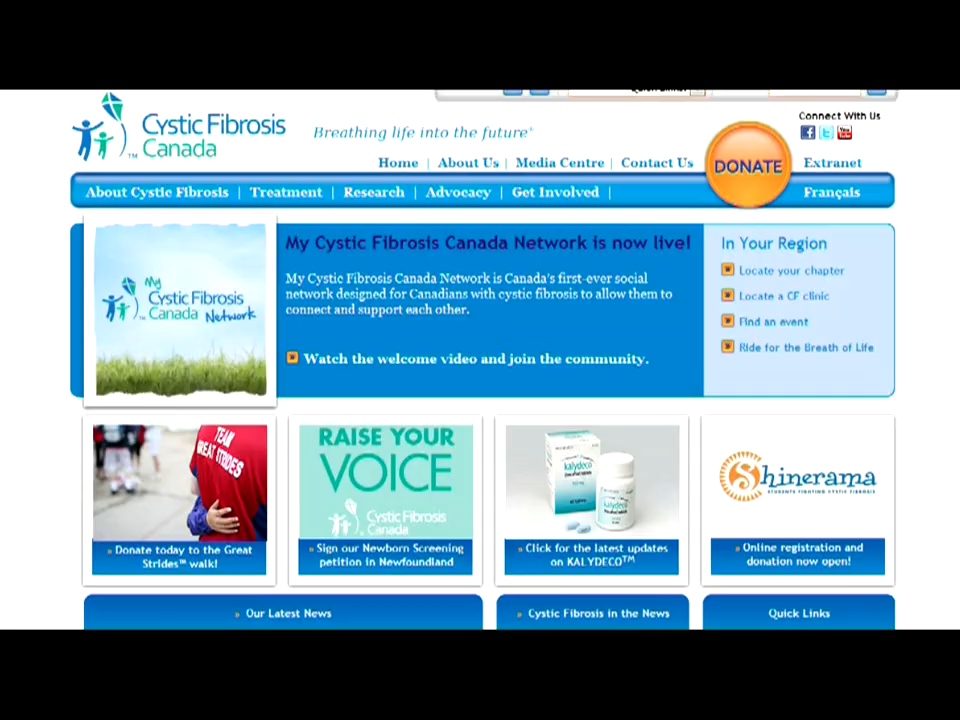 Cystic Fibrosis
Canada
Breathing life into the future
Connect With Us
Home | About Us | Media Centre | Contact Us
DONATE
Extranet
About Cystic Fibrosis | Treatment | Research | Advocacy | Get Involved |
Français
My Cystic Fibrosis Canada Network is now live!
My Cystic Fibrosis Canada Network is Canada's first-ever social
network designed for Canadians with cystic fibrosis to allow them to
connect and support each other.
Watch the welcome video and join the community.
My
Cystic Fibrosis
Canada Network
In Your Region
Locate your chapter
Locate a CF clinic
Find an event
Ride for the Breath of Life
TEAM
GREAT STRIDES
» Donate today to the Great
Strides™ walk!
RAISE YOUR
VOICE
Cystic Fibrosis
Canada
» Sign our Newborn Screening
petition in Newfoundland
kalydeco
kalydeco
» Click for the latest updates
on KALYDECO™
Shinerama
STUDENTS FIGHTING CYSTIC FIBROSIS
» Online registration and
donation now open!
» Our Latest News
» Cystic Fibrosis in the News
Quick Links